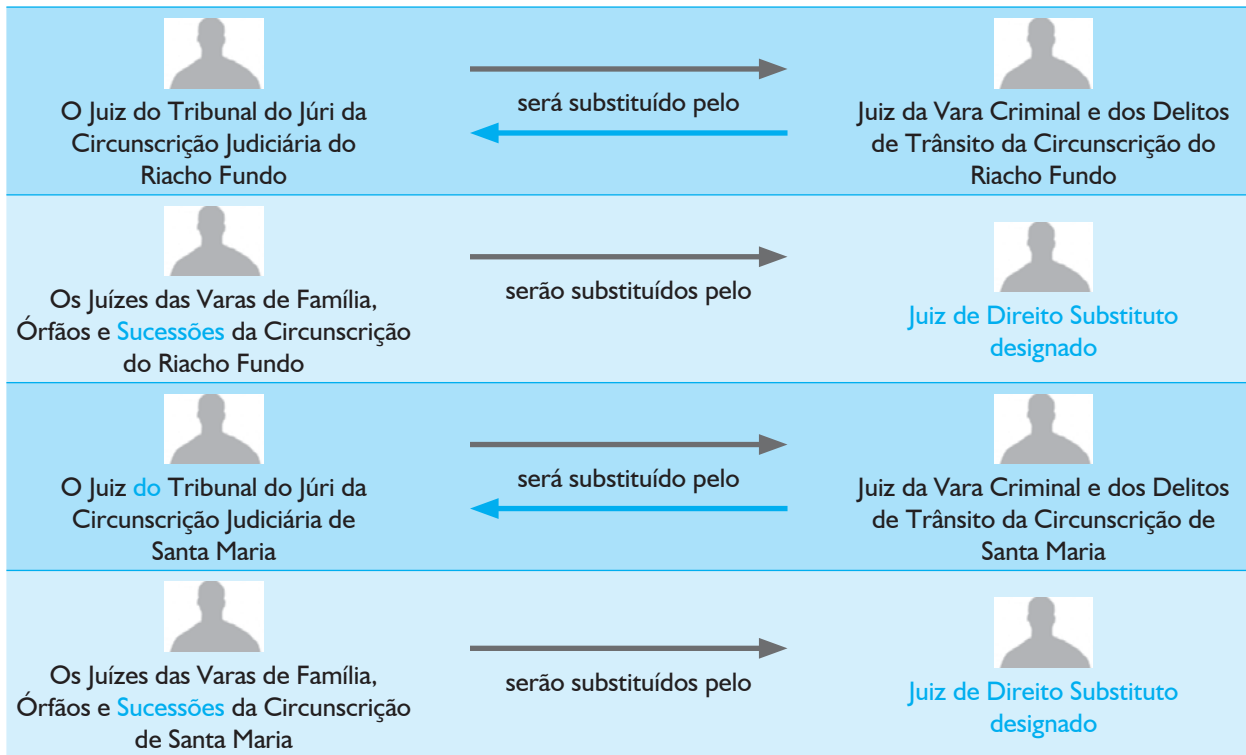 O Juiz do Tribunal do Júri da
Circunscrição Judiciária do
Riacho Fundo
será substituído pelo
Juiz da Vara Criminal e dos Delitos
de Trânsito da Circunscrição do
Riacho Fundo
Os Juízes das Varas de Família,
Órfãos e Sucessões da Circunscrição
do Riacho Fundo
serão substituídos pelo
Juiz de Direito Substituto
designado
O Juiz do Tribunal do Júri da
Circunscrição Judiciária de
Santa Maria
será substituído pelo
Juiz da Vara Criminal e dos Delitos
de Trânsito da Circunscrição de
Santa Maria
Os Juízes das Varas de Família,
Órfãos e Sucessões da Circunscrição
de Santa Maria
serão substituídos pelo
Juiz de Direito Substituto
designado